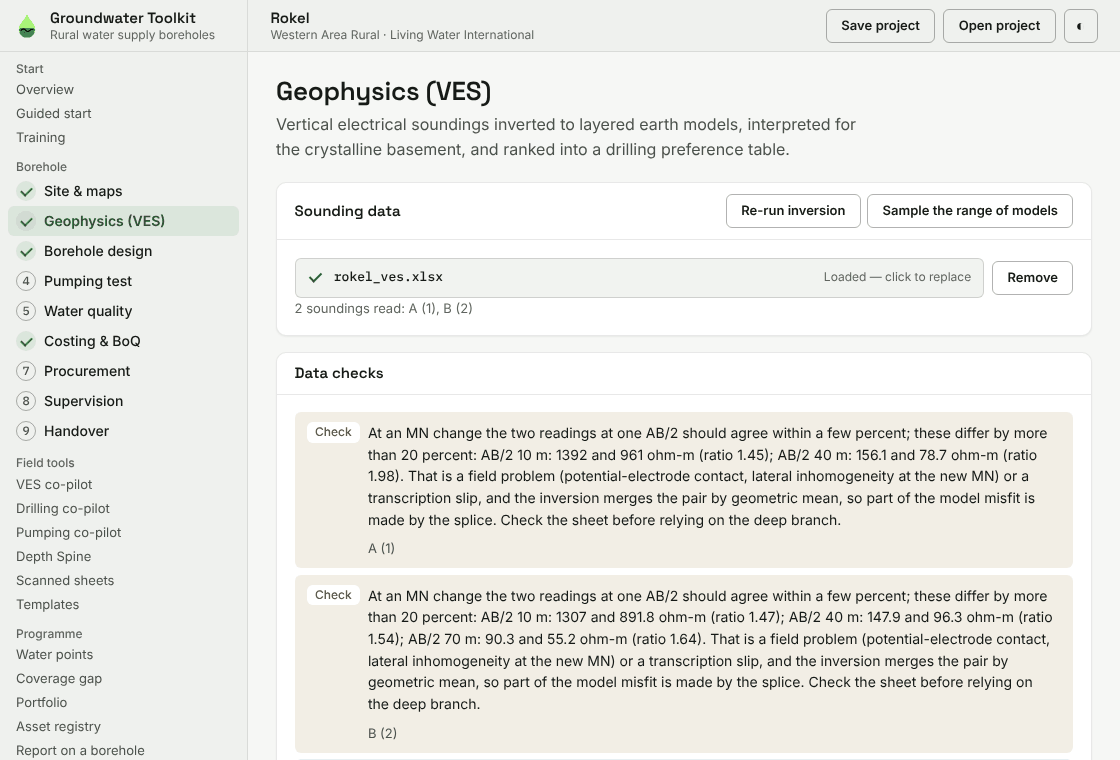 Groundwater Toolkit
Rural water supply boreholes
Rokel
Western Area Rural · Living Water International
Save project
Open project
Start
Overview
Guided start
Training
Borehole
Site & maps
Geophysics (VES)
Borehole design
4 Pumping test
5 Water quality
Costing & BoQ
7 Procurement
8 Supervision
9 Handover
Field tools
VES co-pilot
Drilling co-pilot
Pumping co-pilot
Depth Spine
Scanned sheets
Templates
Programme
Water points
Coverage gap
Portfolio
Asset registry
Report on a borehole
Geophysics (VES)
Vertical electrical soundings inverted to layered earth models, interpreted for
the crystalline basement, and ranked into a drilling preference table.
Sounding data
Re-run inversion
Sample the range of models
rokel_ves.xlsx
Loaded — click to replace
Remove
2 soundings read: A (1), B (2)
Data checks
Check
At an MN change the two readings at one AB/2 should agree within a few percent; these differ by more
than 20 percent: AB/2 10 m: 1392 and 961 ohm-m (ratio 1.45); AB/2 40 m: 156.1 and 78.7 ohm-m (ratio
1.98). That is a field problem (potential-electrode contact, lateral inhomogeneity at the new MN) or a
transcription slip, and the inversion merges the pair by geometric mean, so part of the model misfit is
made by the splice. Check the sheet before relying on the deep branch.
A (1)
Check
At an MN change the two readings at one AB/2 should agree within a few percent; these differ by more
than 20 percent: AB/2 10 m: 1307 and 891.8 ohm-m (ratio 1.47); AB/2 40 m: 147.9 and 96.3 ohm-m (ratio
1.54); AB/2 70 m: 90.3 and 55.2 ohm-m (ratio 1.64). That is a field problem (potential-electrode contact,
lateral inhomogeneity at the new MN) or a transcription slip, and the inversion merges the pair by
geometric mean, so part of the model misfit is made by the splice. Check the sheet before relying on
the deep branch.
B (2)